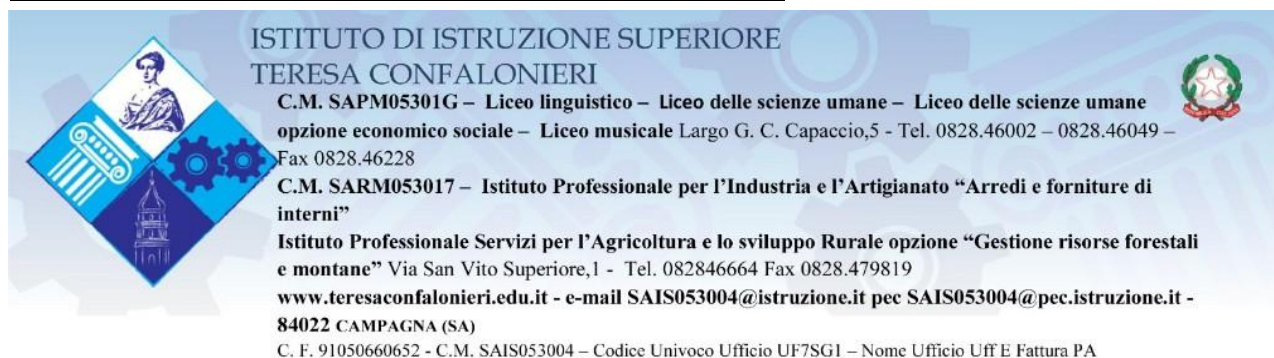 ISTITUTO DI ISTRUZIONE SUPERIORE
TERESA CONFALONIERI
C.M. SAPM05301G – Liceo linguistico – Liceo delle scienze umane – Liceo delle scienze umane
opzione economico sociale – Liceo musicale Largo G. C. Capaccio,5 - Tel. 0828.46002 – 0828.46049 –
Fax 0828.46228
C.M. SARM053017 – Istituto Professionale per l’Industria e l’Artigianato “Arredi e forniture di
interni”
Istituto Professionale Servizi per l’Agricoltura e lo sviluppo Rurale opzione “Gestione risorse forestali
e montane” Via San Vito Superiore,1 - Tel. 082846664 Fax 0828.479819
www.teresaconfalonieri.edu.it - e-mail SAIS053004@istruzione.it pec SAIS053004@pec.istruzione.it -
84022 CAMPAGNA (SA)
C. F. 91050660652 - C.M. SAIS053004 – Codice Univoco Ufficio UF7SG1 – Nome Ufficio Uff E Fattura PA